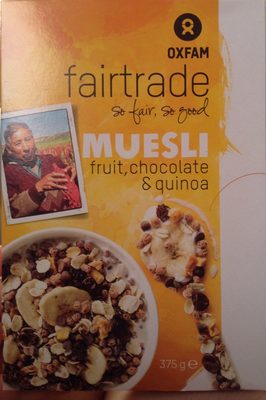 OXFAM
fairtrade
so fair, so good
MUESLI
fruit, chocolate
& quinoa
375 g e